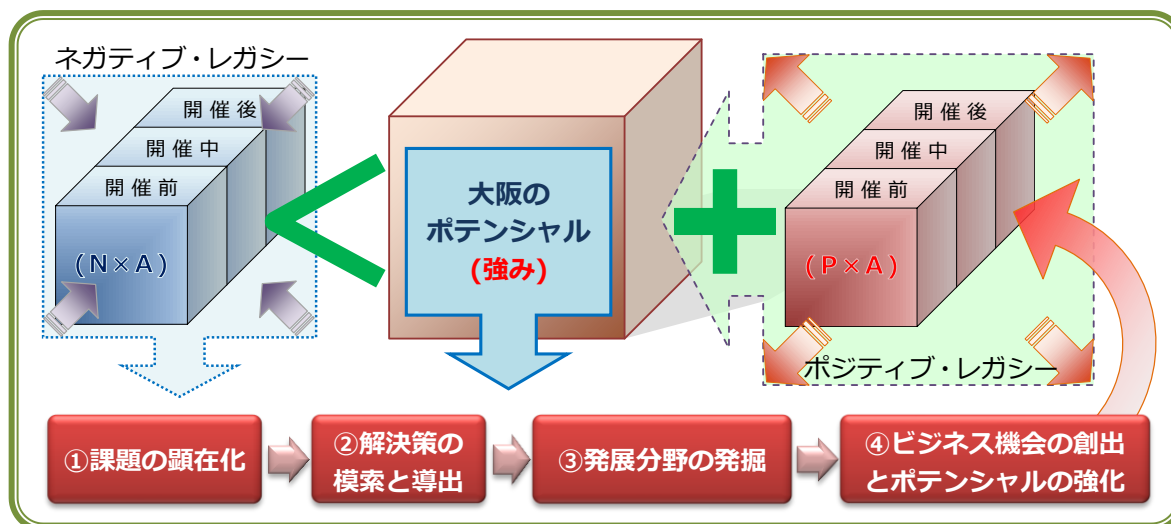 ネガティブ・レガシー
開催後
開催中
開催前
(N×A)
大阪の
ポテンシャル
(強み)
開催後
開催中
開催前
(P×A)
ポジティブ・レガシー
①課題の顕在化
②解決策の
模索と導出
③発展分野の発掘
④ビジネス機会の創出
とポテンシャルの強化